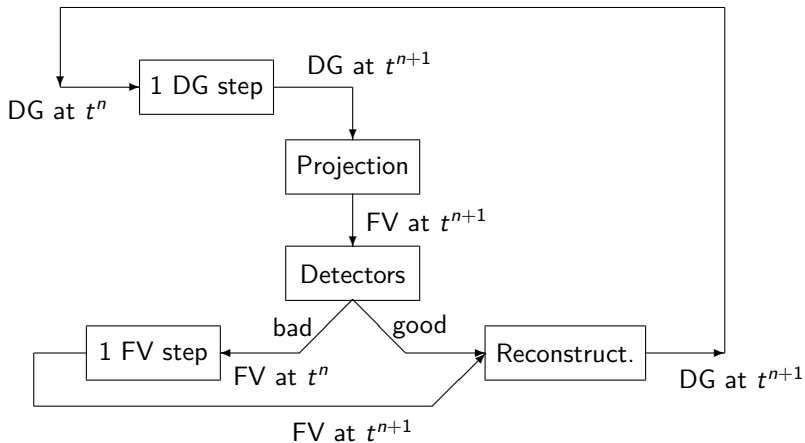 1 DG step
DG at t^{n+1}
DG at t^n
Projection
FV at t^{n+1}
Detectors
bad
good
1 FV step
Reconstruct.
FV at t^n
DG at t^{n+1}
FV at t^{n+1}